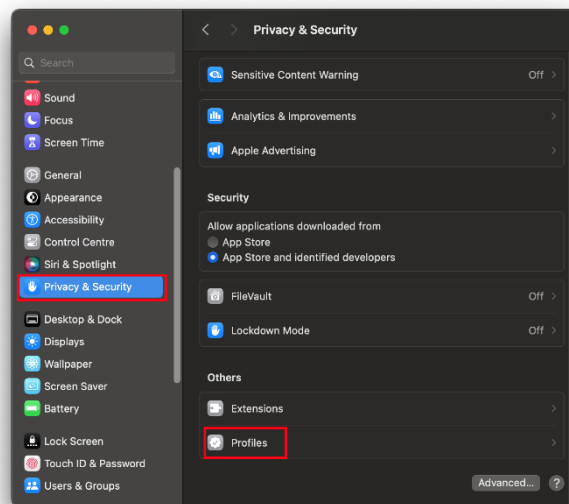 Privacy & Security
Search
Sound
Focus
Screen Time
General
Appearance
Accessibility
Control Centre
Siri & Spotlight
Privacy & Security
Desktop & Dock
Displays
Wallpaper
Screen Saver
Battery
Lock Screen
Touch ID & Password
Users & Groups
Sensitive Content Warning Off
Analytics & Improvements
Apple Advertising
Security
Allow applications downloaded from
App Store
App Store and identified developers
FileVault Off
Lockdown Mode Off
Others
Extensions
Profiles
Advanced... ?